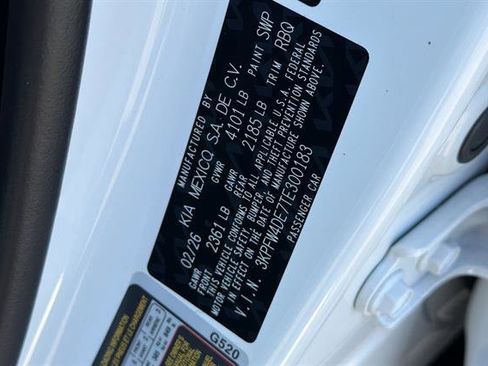 MANUFACTURED BY
KIA MEXICO, S.A. DE C.V.
02/26 GVWR 4101 LB PAINT SWP
GAWR FRONT 2361 LB GAWR REAR 2185 LB TRIM RBQ
THIS VEHICLE CONFORMS TO ALL APPLICABLE U.S.A. FEDERAL
MOTOR VEHICLE SAFETY, BUMPER, AND THEFT PREVENTION STANDARDS
IN EFFECT ON THE DATE OF MANUFACTURE SHOWN ABOVE.
V.I.N. 3KPFW4DE7TE300183
PASSENGER CAR
G520